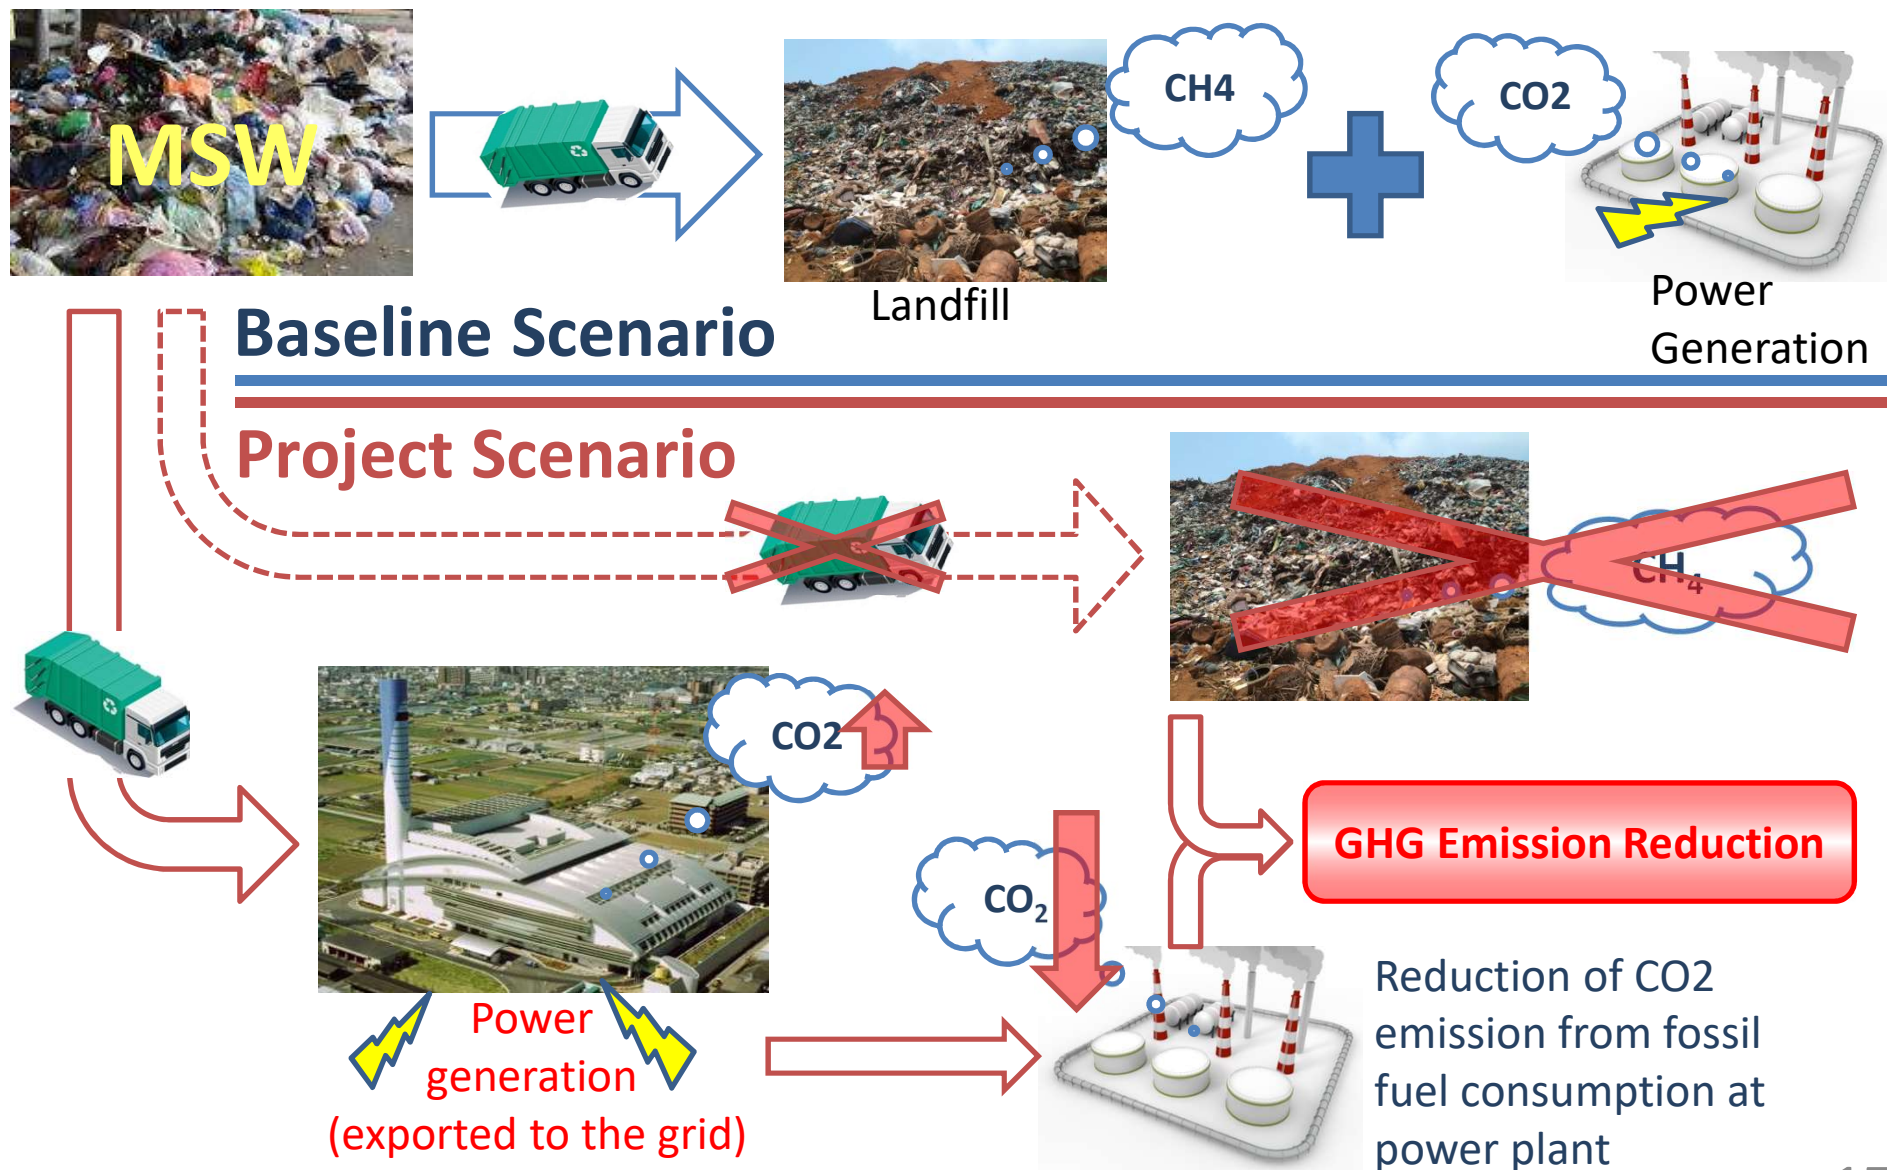 MSW
CH4
CO2
Landfill
Power
Generation
Baseline Scenario
Project Scenario
CH₄
CO2
GHG Emission Reduction
CO₂
Reduction of CO2
emission from fossil
fuel consumption at
power plant
Power
generation
(exported to the grid)